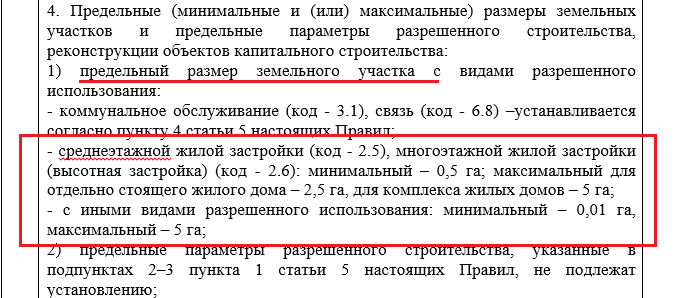 4. Предельные (минимальные и (или) максимальные) размеры земельных
участков и предельные параметры разрешенного строительства,
реконструкции объектов капитального строительства:
1) предельный размер земельного участка с видами разрешенного
использования:
- коммунальное обслуживание (код - 3.1), связь (код - 6.8) –устанавливается
согласно пункту 4 статьи 5 настоящих Правил;
- среднеэтажной жилой застройки (код - 2.5), многоэтажной жилой застройки
(высотная застройка) (код - 2.6): минимальный – 0,5 га; максимальный для
отдельно стоящего жилого дома – 2,5 га, для комплекса жилых домов – 5 га;
- с иными видами разрешенного использования: минимальный – 0,01 га,
максимальный – 5 га;
2) предельные параметры разрешенного строительства, указанные в
подпунктах 2–3 пункта 1 статьи 5 настоящих Правил, не подлежат
установлению;